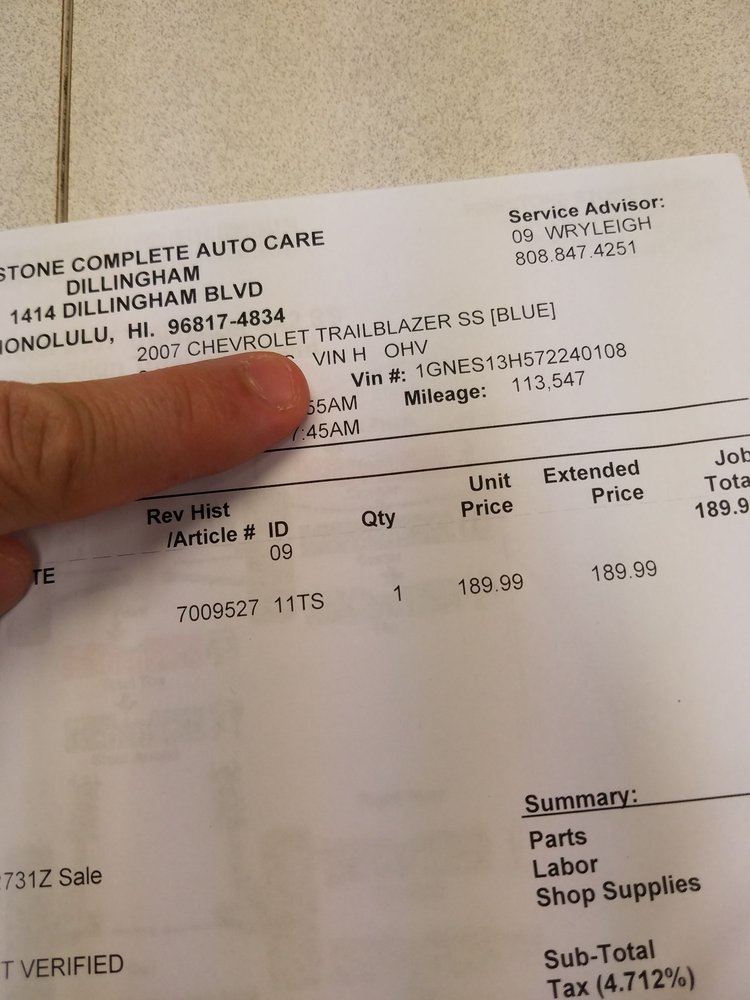 STONE COMPLETE AUTO CARE
DILLINGHAM
1414 DILLINGHAM BLVD
ONOLULU, HI. 96817-4834
Service Advisor:
09 WRYLEIGH
808.847.4251
2007 CHEVROLET TRAILBLAZER SS [BLUE]
VIN H OHV
Vin #: 1GNES13H572240108
55AM Mileage: 113,547
7:45AM
Rev Hist
/Article # ID Qty Unit Price Extended Price Job Tota
09 189.9
TE
7009527 11TS 1 189.99 189.99
Summary:
Parts
Labor
Shop Supplies
731Z Sale
Sub-Total
T VERIFIED
Tax (4.712%)